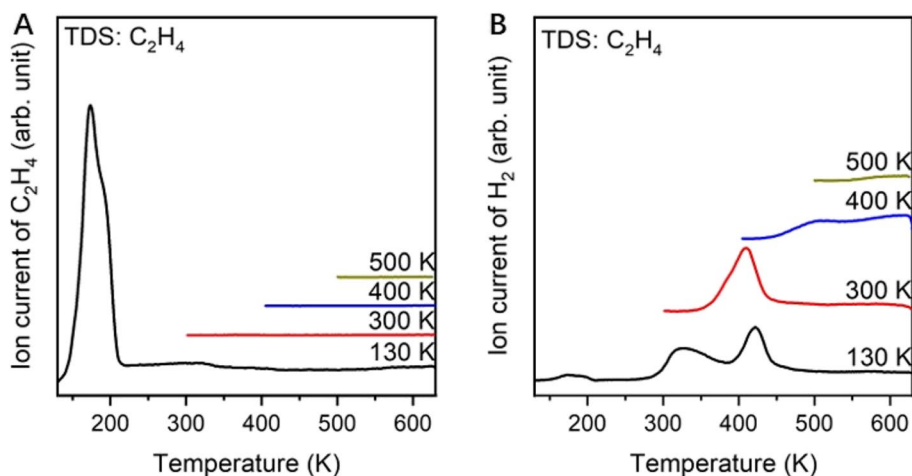 A
TDS: C₂H₄
Ion current of C₂H₄ (arb. unit)
500 K
400 K
300 K
130 K
200 300 400 500 600
Temperature (K)
B
TDS: C₂H₄
Ion current of H₂ (arb. unit)
500 K
400 K
300 K
130 K
200 300 400 500 600
Temperature (K)